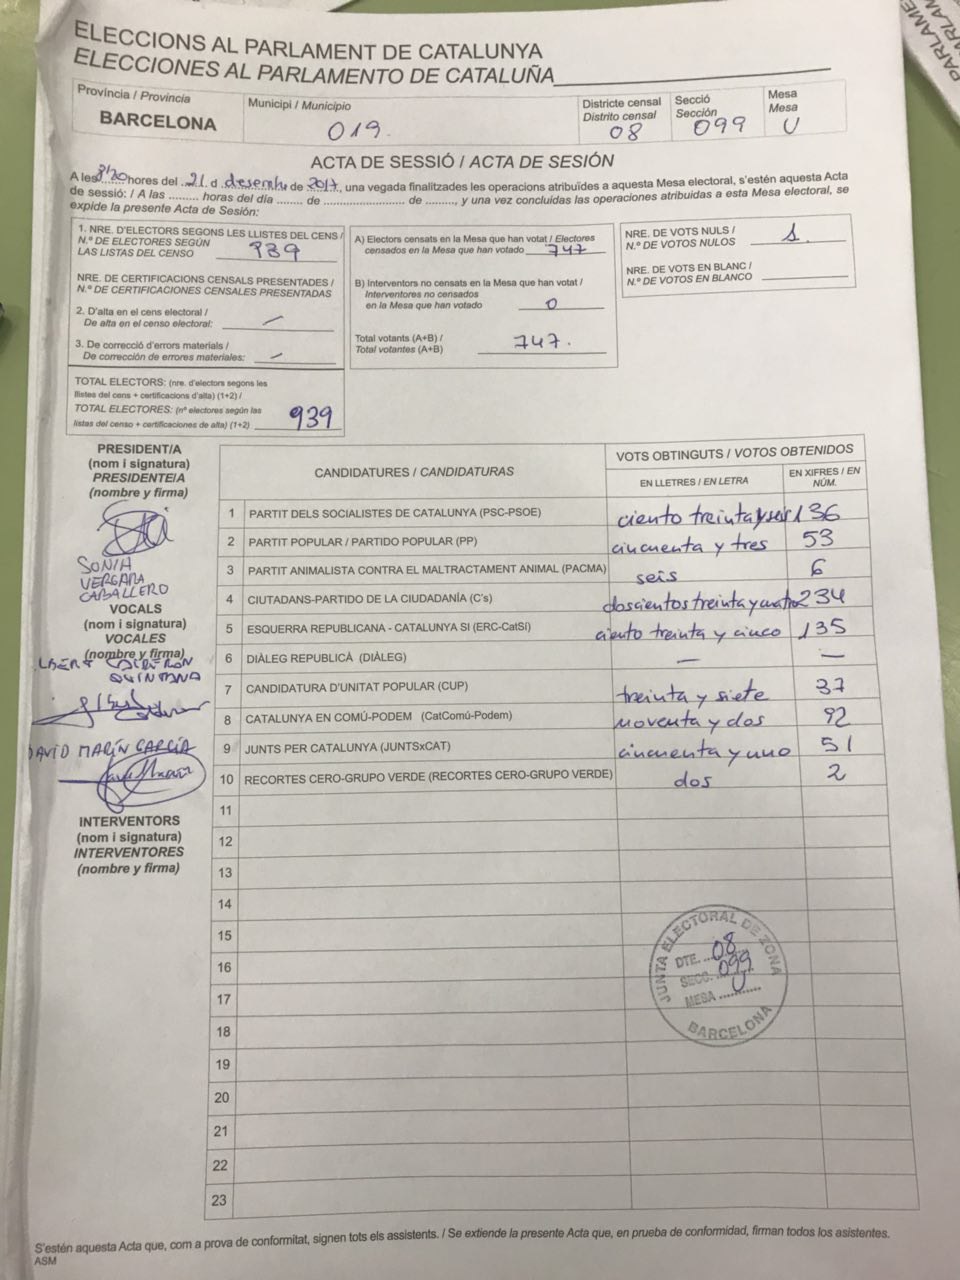 ELECCIONS AL PARLAMENT DE CATALUNYA
ELECCIONES AL PARLAMENTO DE CATALUÑA
Província / Provincia
BARCELONA
Municipi / Municipio
019.
Districte censal
Distrito censal
08
Secció
Sección
099
Mesa
Mesa
U
ACTA DE SESSIÓ / ACTA DE SESIÓN
A les 8'20 hores del 21 d desembre de 2017, una vegada finalitzades les operacions atribuïdes a aquesta Mesa electoral, s'estén aquesta Acta
de sessió: / A las ......... horas del día ........ de ........................ de ........, y una vez concluidas las operaciones atribuidas a esta Mesa electoral, se
expide la presente Acta de Sesión:
1. NRE. D'ELECTORS SEGONS LES LLISTES DEL CENS /
N.º DE ELECTORES SEGÚN
LAS LISTAS DEL CENSO 939
NRE. DE CERTIFICACIONS CENSALS PRESENTADES /
N.º DE CERTIFICACIONES CENSALES PRESENTADAS
2. D'alta en el cens electoral /
De alta en el censo electoral: —
3. De correcció d'errors materials /
De corrección de errores materiales: —
TOTAL ELECTORS: (nre. d'electors segons les
llistes del cens + certificacions d'alta) (1+2) /
TOTAL ELECTORES: (nº electores según las
listas del censo + certificaciones de alta) (1+2) 939
A) Electors censats en la Mesa que han votat / Electores
censados en la Mesa que han votado 747
B) Interventors no censats en la Mesa que han votat /
Interventores no censados
en la Mesa que han votado 0
Total votants (A+B) /
Total votantes (A+B) 747.
NRE. DE VOTS NULS /
N.º DE VOTOS NULOS 1
NRE. DE VOTS EN BLANC /
N.º DE VOTOS EN BLANCO
PRESIDENT/A
(nom i signatura)
PRESIDENTE/A
(nombre y firma)
SONIA
VERGARA
CABALLERO
VOCALS
(nom i signatura)
VOCALES
(nombre y firma)
QUINTANA
DAVID MARÍN GARCÍA
INTERVENTORS
(nom i signatura)
INTERVENTORES
(nombre y firma)
CANDIDATURES / CANDIDATURAS
VOTS OBTINGUTS / VOTOS OBTENIDOS
EN LLETRES / EN LETRA
EN XIFRES / EN NÚM.
1 PARTIT DELS SOCIALISTES DE CATALUNYA (PSC-PSOE) ciento treinta y seis 136
2 PARTIT POPULAR / PARTIDO POPULAR (PP) cincuenta y tres 53
3 PARTIT ANIMALISTA CONTRA EL MALTRACTAMENT ANIMAL (PACMA) seis 6
4 CIUTADANS-PARTIDO DE LA CIUDADANÍA (C's) doscientos treinta y cuatro 234
5 ESQUERRA REPUBLICANA - CATALUNYA SI (ERC-CatSí) ciento treinta y cinco 135
6 DIÀLEG REPUBLICÀ (DIÀLEG) — —
7 CANDIDATURA D'UNITAT POPULAR (CUP) treinta y siete 37
8 CATALUNYA EN COMÚ-PODEM (CatComú-Podem) noventa y dos 92
9 JUNTS PER CATALUNYA (JUNTSxCAT) cincuenta y uno 51
10 RECORTES CERO-GRUPO VERDE (RECORTES CERO-GRUPO VERDE) dos 2
11
12
13
14
15
16
17
18
19
20
21
22
23
JUNTA ELECTORAL DE ZONA
DTE. 08
SECC. 099
MESA U
BARCELONA
S'estén aquesta Acta que, com a prova de conformitat, signen tots els assistents. / Se extiende la presente Acta que, en prueba de conformidad, firman todos los asistentes.
ASM